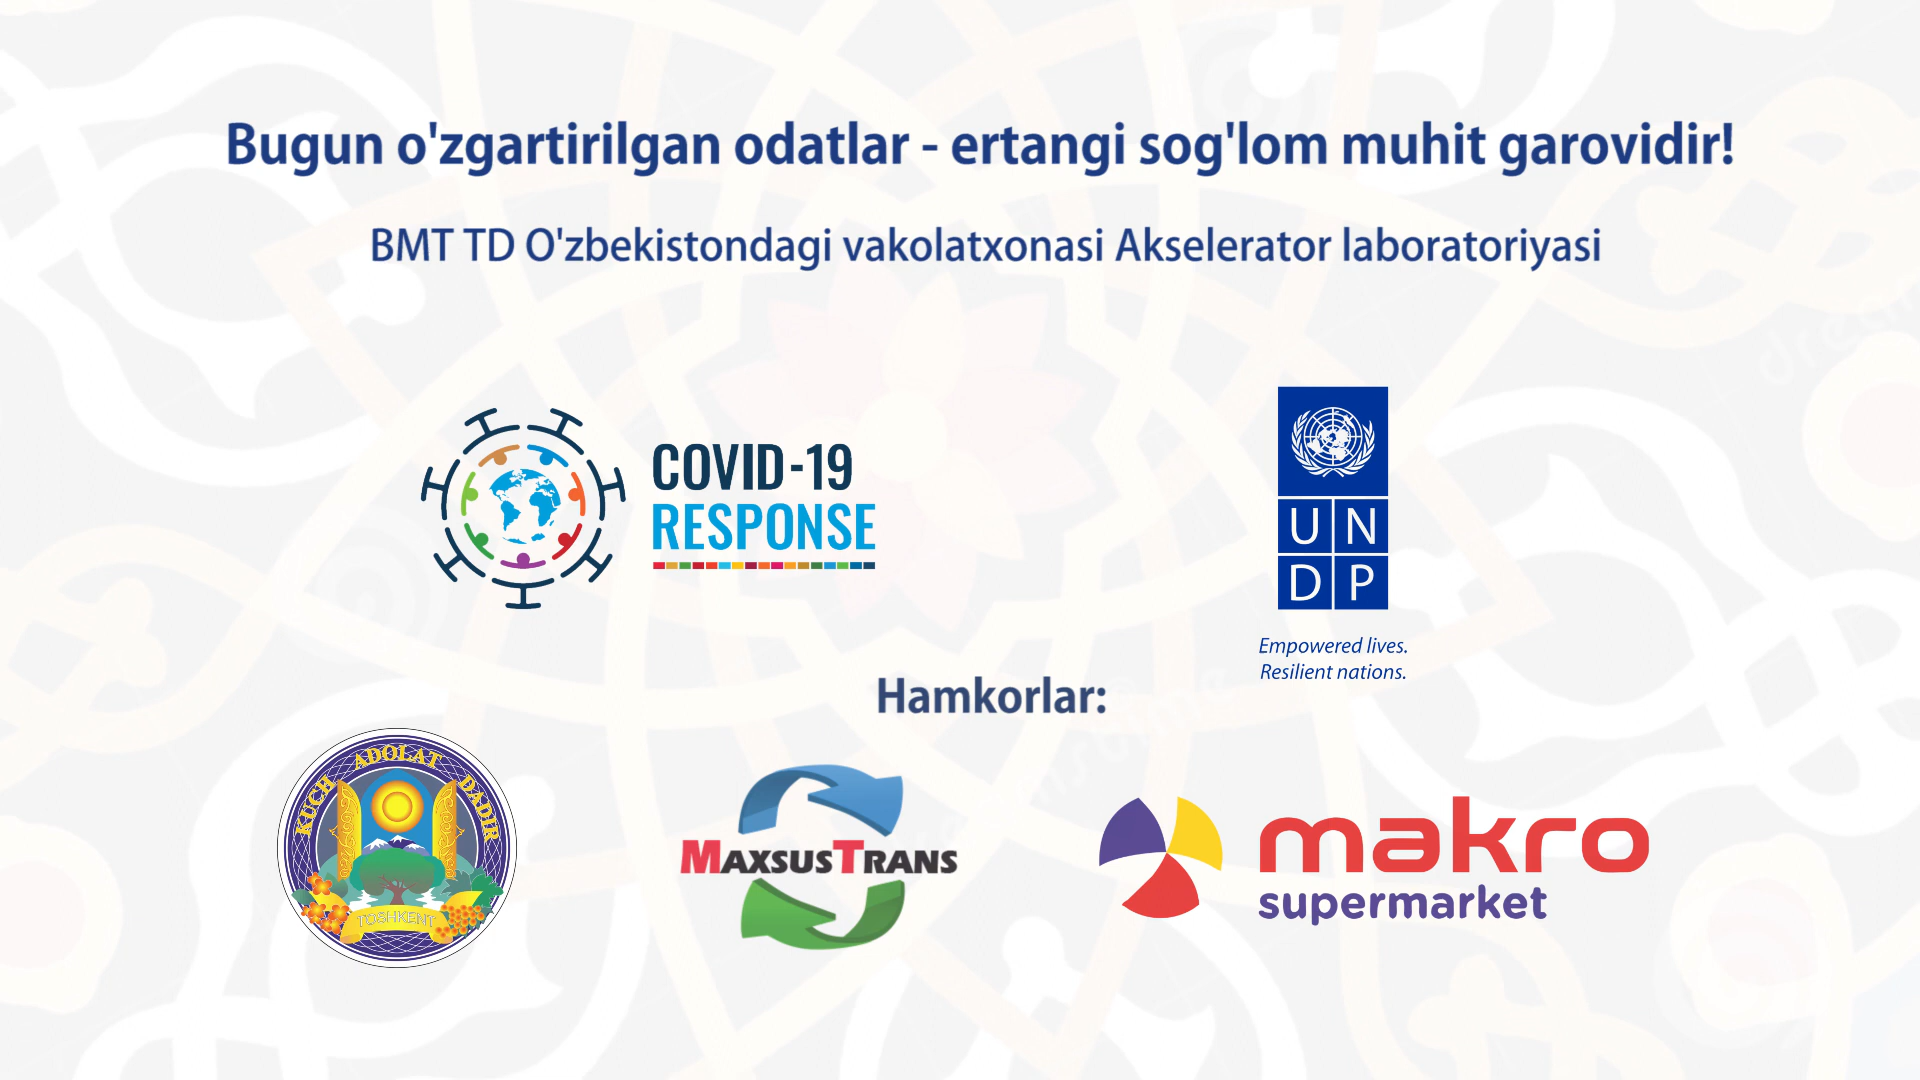 Bugun o'zgartirilgan odatlar - ertangi sog'lom muhit garovidir!
BMT TD O'zbekistondagi vakolatxonasi Akselerator laboratoriyasi
COVID-19
RESPONSE
U N
D P
Empowered lives.
Resilient nations.
Hamkorlar:
KUCH ADOLAT DADIR
TOSHKENT
MAXSUSTRANS
makro
supermarket